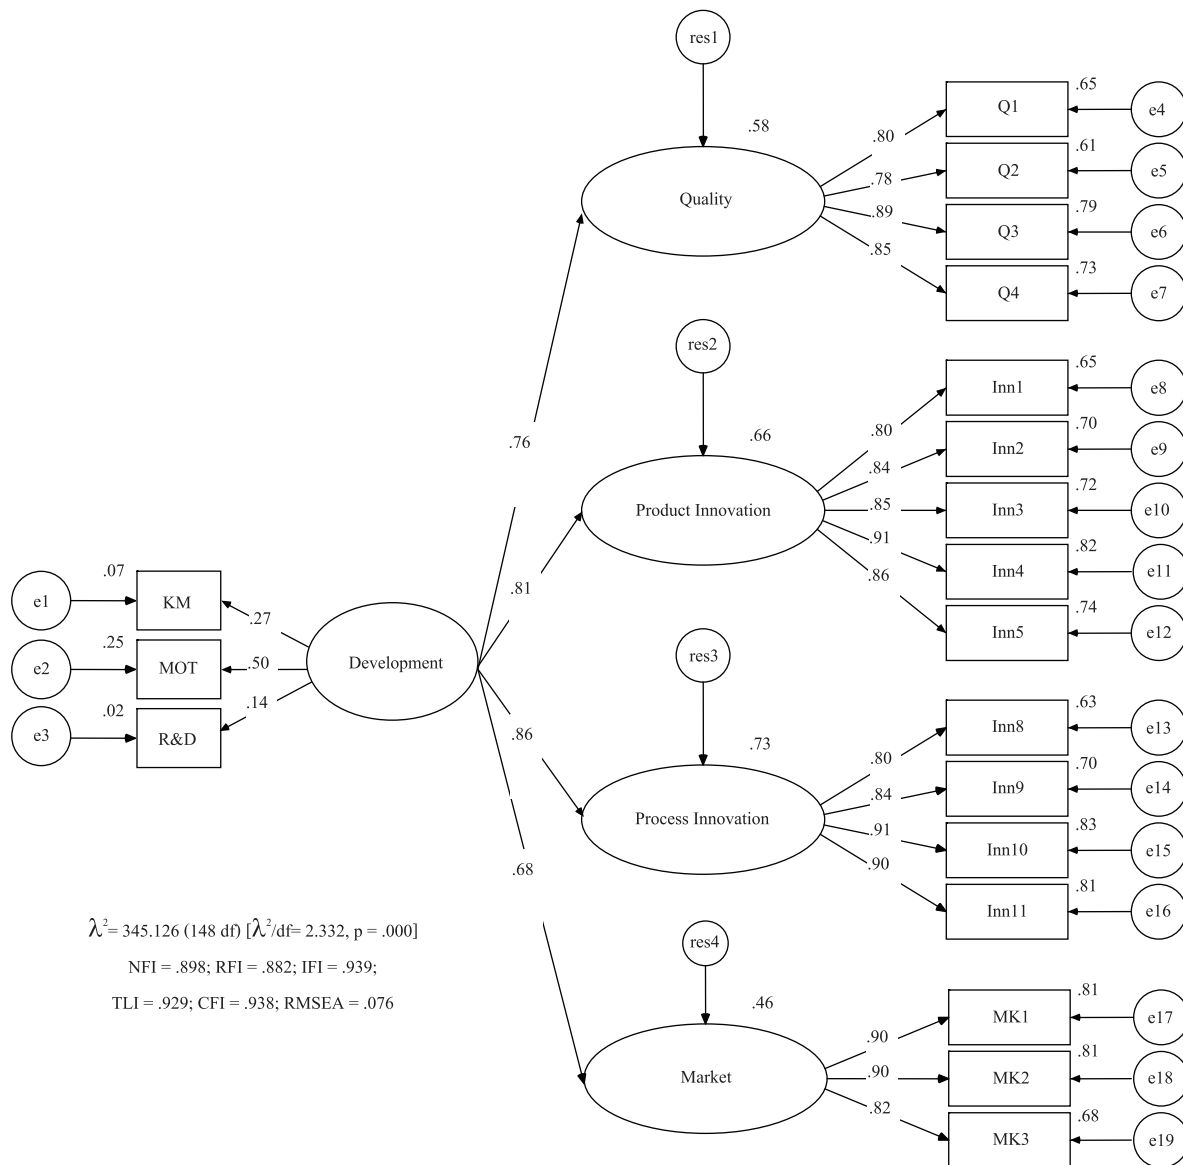 res1
.58
Quality
.80
.78
.89
.85
.65
Q1
e4
.61
Q2
e5
.79
Q3
e6
.73
Q4
e7
res2
.66
Product Innovation
.76
.81
.80
.84
.85
.91
.86
.65
Inn1
e8
.70
Inn2
e9
.72
Inn3
e10
.82
Inn4
e11
.74
Inn5
e12
e1
.07
KM
.27
e2
.25
MOT
.50
e3
.02
R&D
.14
Development
res3
.73
Process Innovation
.86
.68
.80
.84
.91
.90
.63
Inn8
e13
.70
Inn9
e14
.83
Inn10
e15
.81
Inn11
e16
λ²= 345.126 (148 df) [λ²/df= 2.332, p = .000]
NFI = .898; RFI = .882; IFI = .939;
TLI = .929; CFI = .938; RMSEA = .076
res4
.46
Market
.90
.90
.82
.81
MK1
e17
.81
MK2
e18
.68
MK3
e19